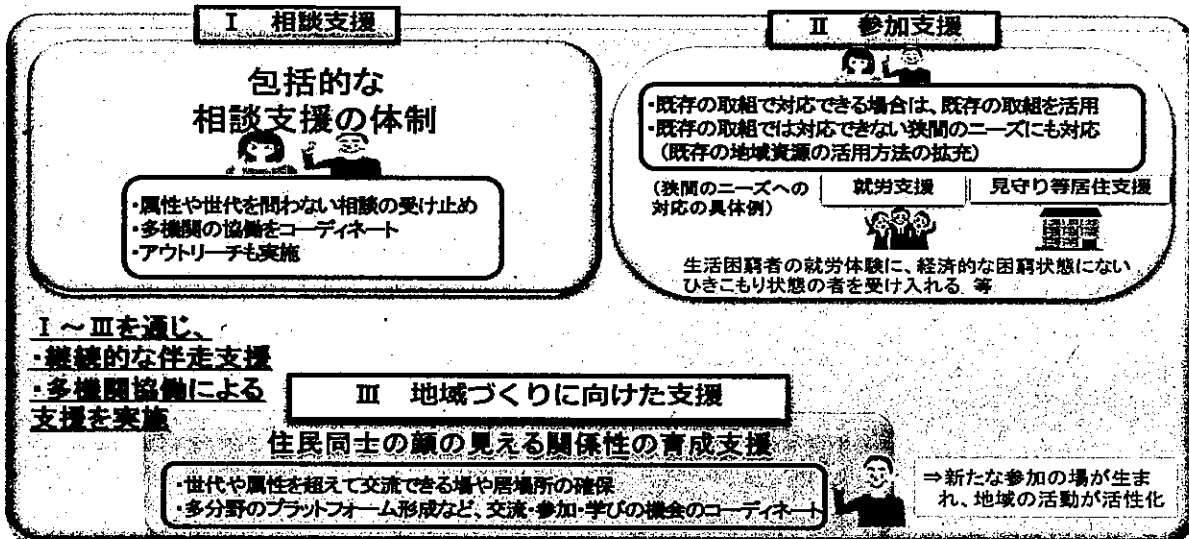 Ⅰ 相談支援
包括的な
相談支援の体制
・属性や世代を問わない相談の受け止め
・多機関の協働をコーディネート
・アウトリーチも実施
Ⅱ 参加支援
・既存の取組で対応できる場合は、既存の取組を活用
・既存の取組では対応できない狭間のニーズにも対応
（既存の地域資源の活用方法の拡充）
（狭間のニーズへの
対応の具体例）
就労支援
見守り等居住支援
生活困窮者の就労体験に、経済的な困窮状態にない
ひきこもり状態の者を受け入れる 等
Ⅰ～Ⅲを通じ、
・継続的な伴走支援
・多機関協働による
支援を実施
Ⅲ 地域づくりに向けた支援
住民同士の顔の見える関係性の育成支援
・世代や属性を超えて交流できる場や居場所の確保
・多分野のプラットフォーム形成など、交流・参加・学びの機会のコーディネート
⇒新たな参加の場が生ま
れ、地域の活動が活性化